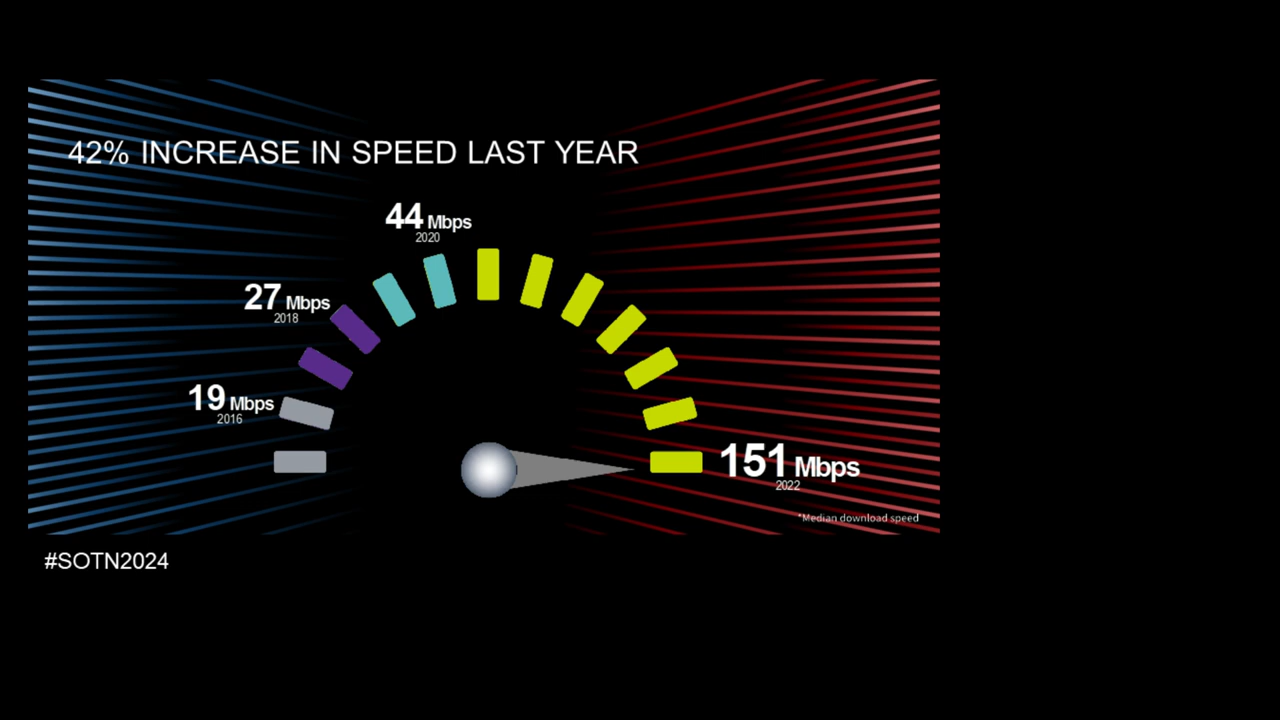 42% INCREASE IN SPEED LAST YEAR
44 Mbps
2020
27 Mbps
2018
19 Mbps
2016
151 Mbps
2022
*Median download speed
#SOTN2024